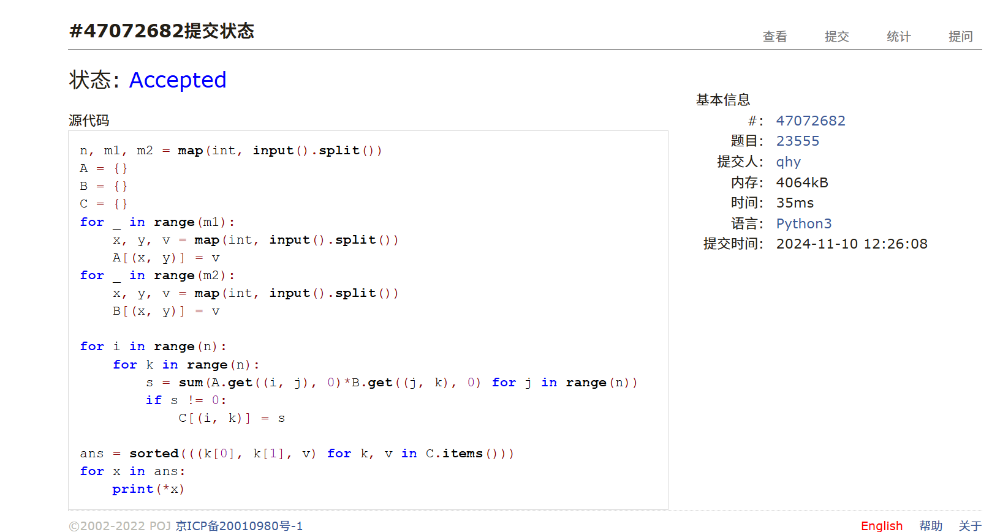 #47072682提交状态
查看 提交 统计 提问
状态: Accepted
源代码
n, m1, m2 = map(int, input().split())
A = {}
B = {}
C = {}
for _ in range(m1):
    x, y, v = map(int, input().split())
    A[(x, y)] = v
for _ in range(m2):
    x, y, v = map(int, input().split())
    B[(x, y)] = v

for i in range(n):
    for k in range(n):
        s = sum(A.get((i, j), 0)*B.get((j, k), 0) for j in range(n))
        if s != 0:
            C[(i, k)] = s

ans = sorted(((k[0], k[1], v) for k, v in C.items()))
for x in ans:
    print(*x)
基本信息
#: 47072682
题目: 23555
提交人: qhy
内存: 4064kB
时间: 35ms
语言: Python3
提交时间: 2024-11-10 12:26:08
©2002-2022 POJ 京ICP备20010980号-1
English 帮助 关于